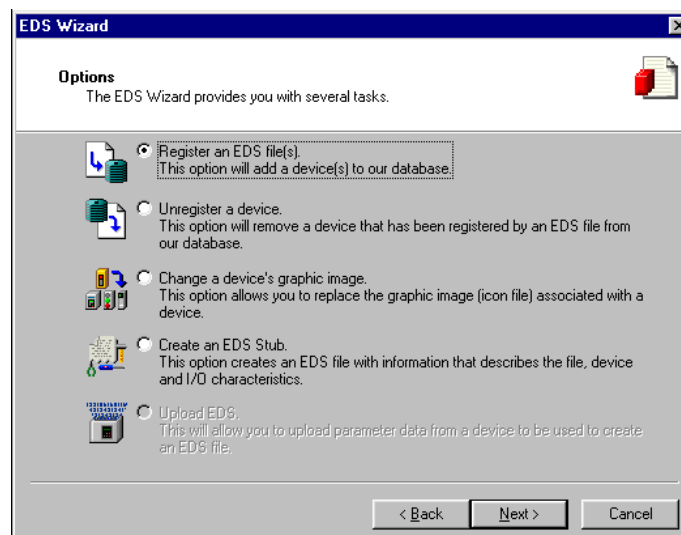 EDS Wizard
Options
The EDS Wizard provides you with several tasks.
Register an EDS file(s).
This option will add a device(s) to our database.
Unregister a device.
This option will remove a device that has been registered by an EDS file from
our database.
Change a device's graphic image.
This option allows you to replace the graphic image (icon file) associated with a
device.
Create an EDS Stub.
This option creates an EDS file with information that describes the file, device
and I/O characteristics.
Upload EDS.
This will allow you to upload parameter data from a device to be used to create
an EDS file.
< Back
Next >
Cancel